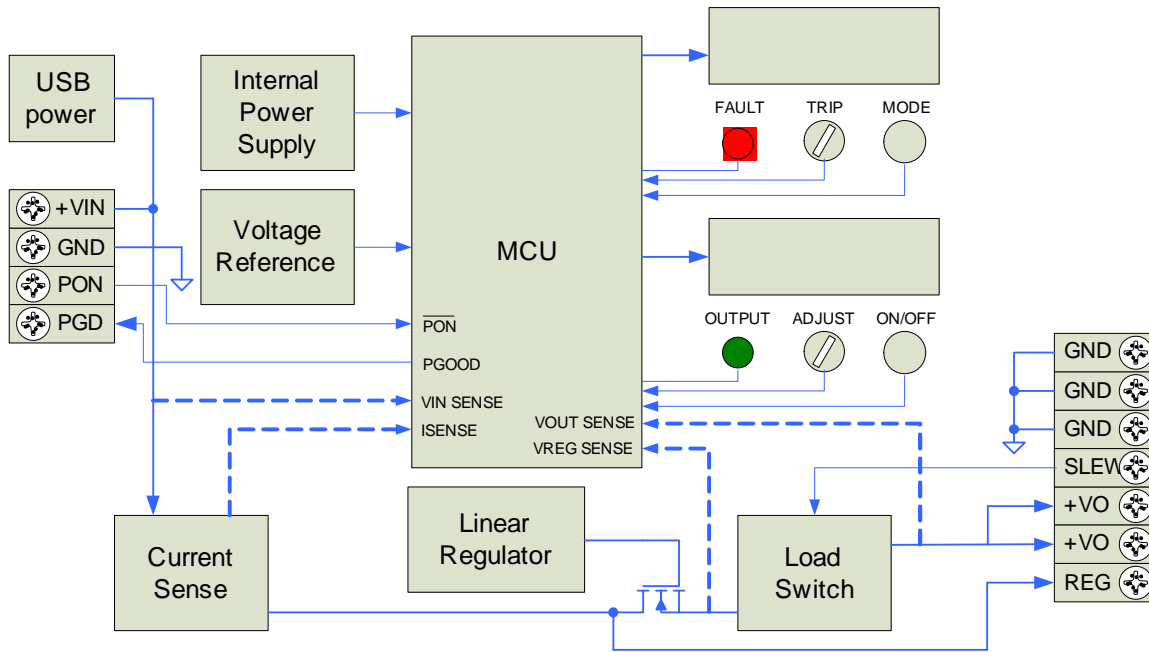 USB
power
Internal
Power
Supply
FAULT
TRIP
MODE
+VIN
GND
PON
PGD
Voltage
Reference
MCU
OUTPUT
ADJUST
ON/OFF
PON
PGOOD
VIN SENSE
ISENSE
VOUT SENSE
VREG SENSE
GND
GND
GND
SLEW
+VO
+VO
REG
Current
Sense
Linear
Regulator
Load
Switch